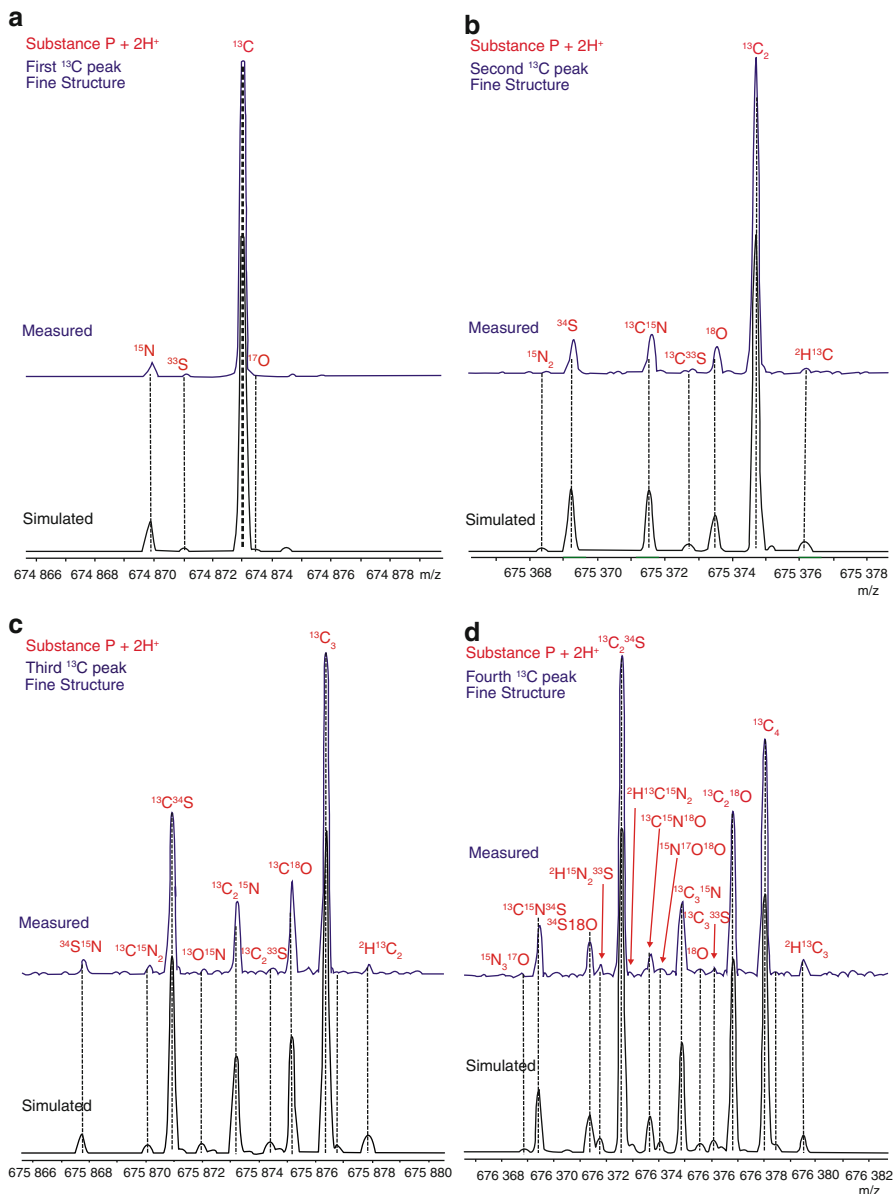 a
Substance P + 2H⁺
First ¹³C peak
Fine Structure
¹³C
Measured
¹⁵N
³³S
¹⁷O
Simulated
674 866 674 868 674 870 674 872 674 874 674 876 674 878 m/z
b
Substance P + 2H⁺
Second ¹³C peak
Fine Structure
¹³C₂
Measured
¹⁵N₂
³⁴S
¹³C¹⁵N
¹³C³³S
¹⁸O
²H¹³C
Simulated
675 368 675 370 675 372 675 374 675 376 675 378
m/z
c
Substance P + 2H⁺
Third ¹³C peak
Fine Structure
¹³C₃
¹³C³⁴S
Measured
³⁴S¹⁵N
¹³C¹⁵N₂
¹³O¹⁵N
¹³C₂¹⁵N
¹³C₂³³S
¹³C¹⁸O
²H¹³C₂
Simulated
675 866 675 868 675 870 675 872 675 874 675 876 675 878 675 880
d
Substance P + 2H⁺
Fourth ¹³C peak
Fine Structure
¹³C₂³⁴S
¹³C₄
²H¹³C¹⁵N₂
¹³C₂¹⁸O
¹³C¹⁵N¹⁸O
¹⁵N¹⁷O¹⁸O
Measured
²H¹⁵N₂³³S
¹³C¹⁵N³⁴S
³⁴S18O
¹³C₃¹⁵N
¹³C₃³³S
¹⁵N₃¹⁷O
¹⁸O
²H¹³C₃
Simulated
676 368 676 370 676 372 676 374 676 376 676 378 676 380 676 382
m/z